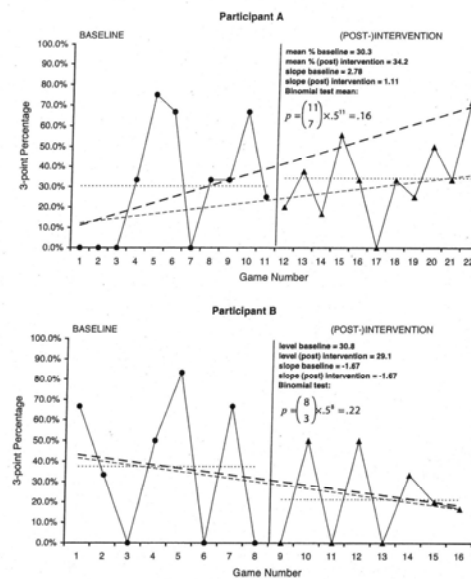 Participant A
BASELINE
(POST-)INTERVENTION
mean % baseline = 30.3
mean % (post) intervention = 34.2
slope baseline = 2.78
slope (post) intervention = 1.11
Binomial test mean:
p = (11 7) × .5¹¹ = .16
3-point Percentage
100.0%
90.0%
80.0%
70.0%
60.0%
50.0%
40.0%
30.0%
20.0%
10.0%
0.0%
1 2 3 4 5 6 7 8 9 10 11 12 13 14 15 16 17 18 19 20 21 22
Game Number
Participant B
BASELINE
(POST-)INTERVENTION
level baseline = 30.8
level (post) intervention = 29.1
slope baseline = -1.67
slope (post) intervention = -1.67
Binomial test:
p = (8 3) × .5⁸ = .22
3-point Percentage
100.0%
90.0%
80.0%
70.0%
60.0%
50.0%
40.0%
30.0%
20.0%
10.0%
0.0%
1 2 3 4 5 6 7 8 9 10 11 12 13 14 15 16
Game Number